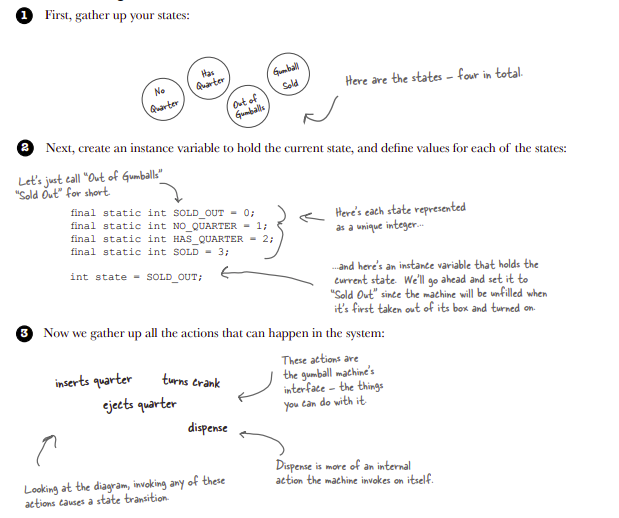 1 First, gather up your states:
No
Quarter
Has
Quarter
Out of
Gumballs
Gumball
Sold
Here are the states – four in total.
2 Next, create an instance variable to hold the current state, and define values for each of the states:
Let's just call "Out of Gumballs"
"Sold Out" for short.
final static int SOLD_OUT = 0;
final static int NO_QUARTER = 1;
final static int HAS_QUARTER = 2;
final static int SOLD = 3;
Here's each state represented
as a unique integer...
int state = SOLD_OUT;
...and here's an instance variable that holds the
current state. We'll go ahead and set it to
"Sold Out" since the machine will be unfilled when
it's first taken out of its box and turned on.
3 Now we gather up all the actions that can happen in the system:
inserts quarter
turns crank
ejects quarter
dispense
These actions are
the gumball machine's
interface – the things
you can do with it.
Looking at the diagram, invoking any of these
actions causes a state transition.
Dispense is more of an internal
action the machine invokes on itself.